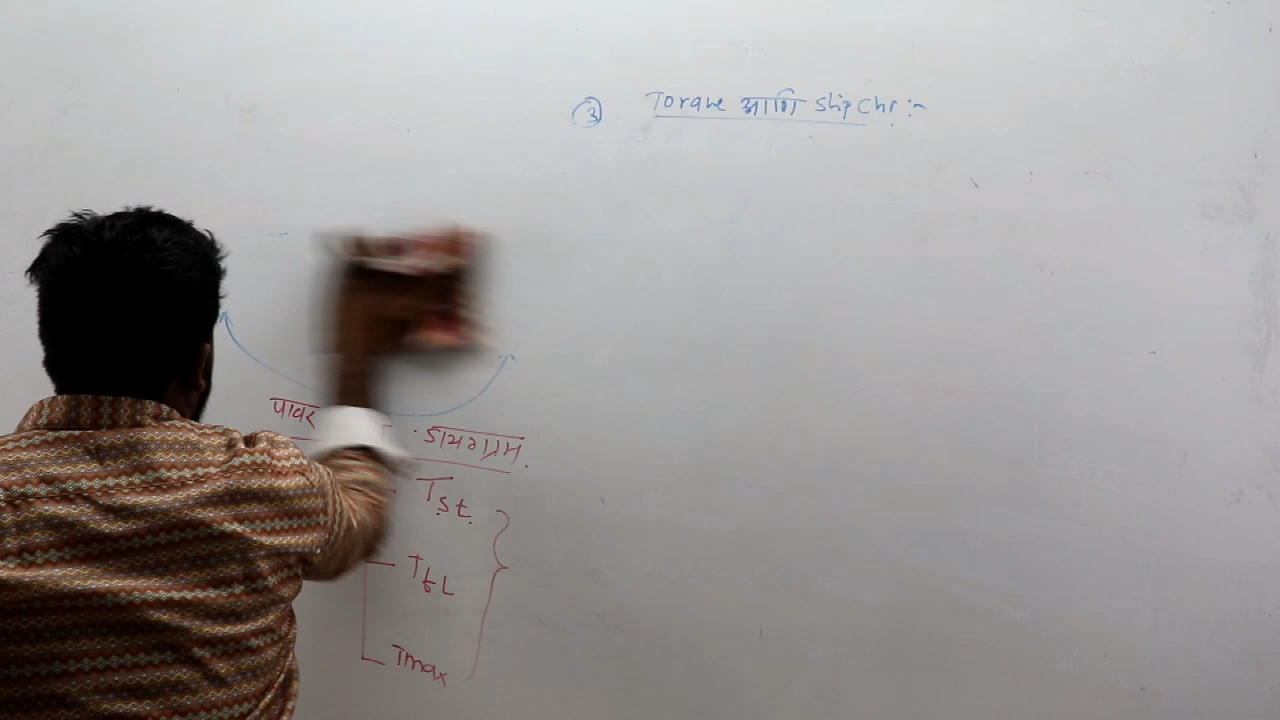 ③ Torque आणि slip Chr :-
पावर
डायग्राम.
Tst.
TfL
Tmax